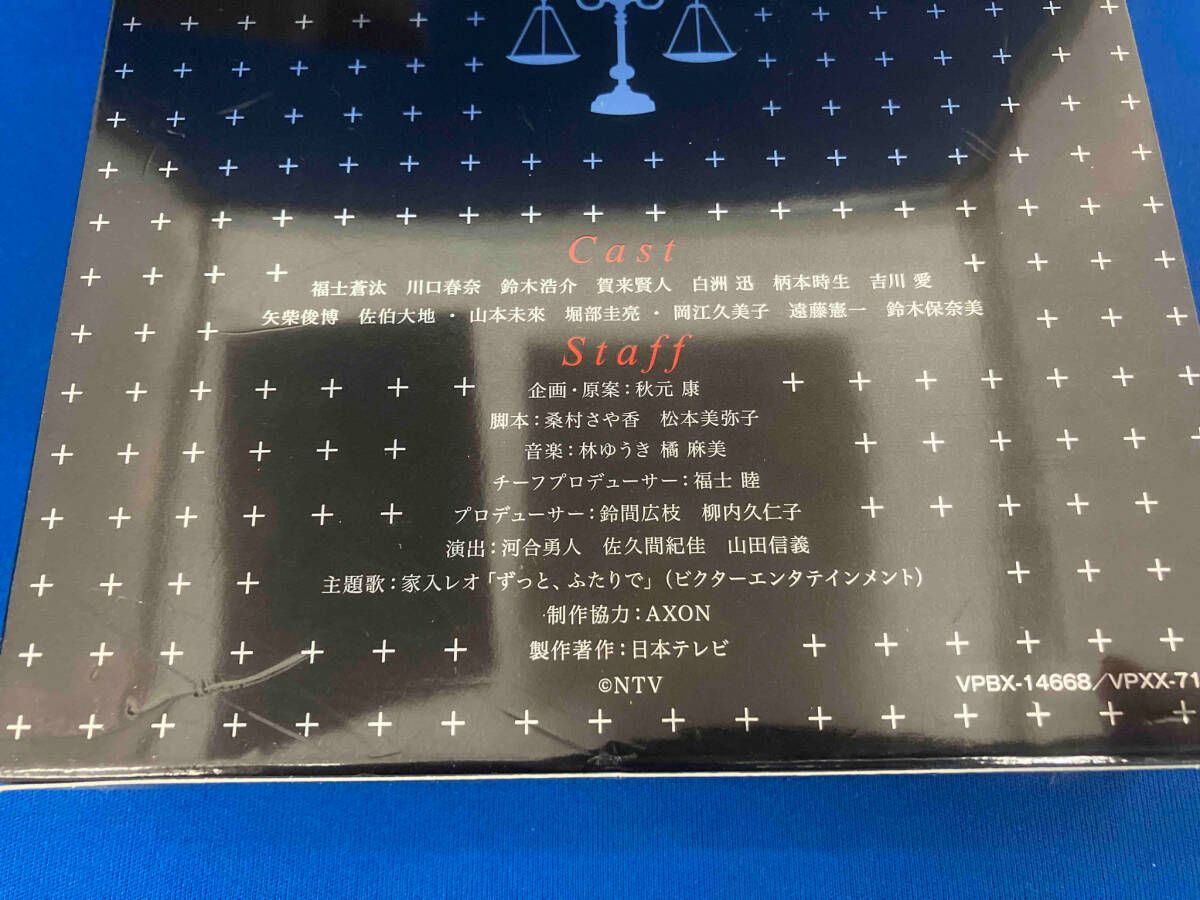 Cast
福士蒼汰 川口春奈 鈴木浩介 賀来賢人 白洲 迅 柄本時生 吉川 愛
矢柴俊博 佐伯大地・山本未來 堀部圭亮・岡江久美子 遠藤憲一 鈴木保奈美
Staff
企画・原案：秋元 康
脚本：桑村さや香 松本美弥子
音楽：林ゆうき 橘 麻美
チーフプロデューサー：福士 睦
プロデューサー：鈴間広枝 柳内久仁子
演出：河合勇人 佐久間紀佳 山田信義
主題歌：家入レオ「ずっと、ふたりで」（ビクターエンタテインメント）
制作協力：AXON
製作著作：日本テレビ
©NTV
VPBX-14668／VPXX-71